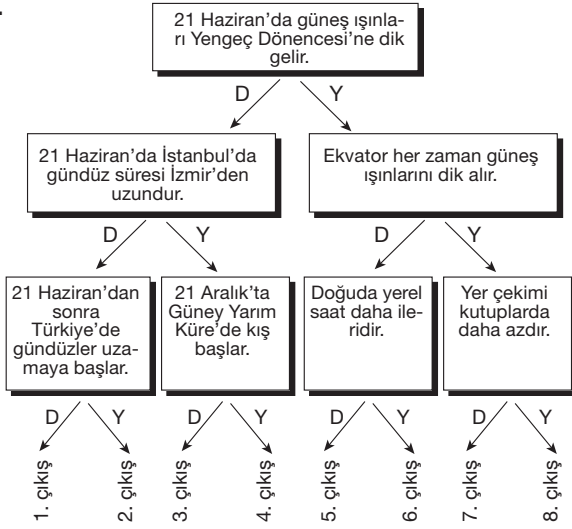 21 Haziran'da güneş ışınla-
rı Yengeç Dönencesi'ne dik
gelir.
D Y
21 Haziran'da İstanbul'da
gündüz süresi İzmir'den
uzundur.
Ekvator her zaman güneş
ışınlarını dik alır.
D Y
D Y
21 Haziran'dan
sonra
Türkiye'de
gündüzler uza-
maya başlar.
21 Aralık'ta
Güney Yarım
Küre'de kış
başlar.
Doğuda yerel
saat daha ile-
ridir.
Yer çekimi
kutuplarda
daha azdır.
D Y
D Y
D Y
D Y
1. çıkış
2. çıkış
3. çıkış
4. çıkış
5. çıkış
6. çıkış
7. çıkış
8. çıkış